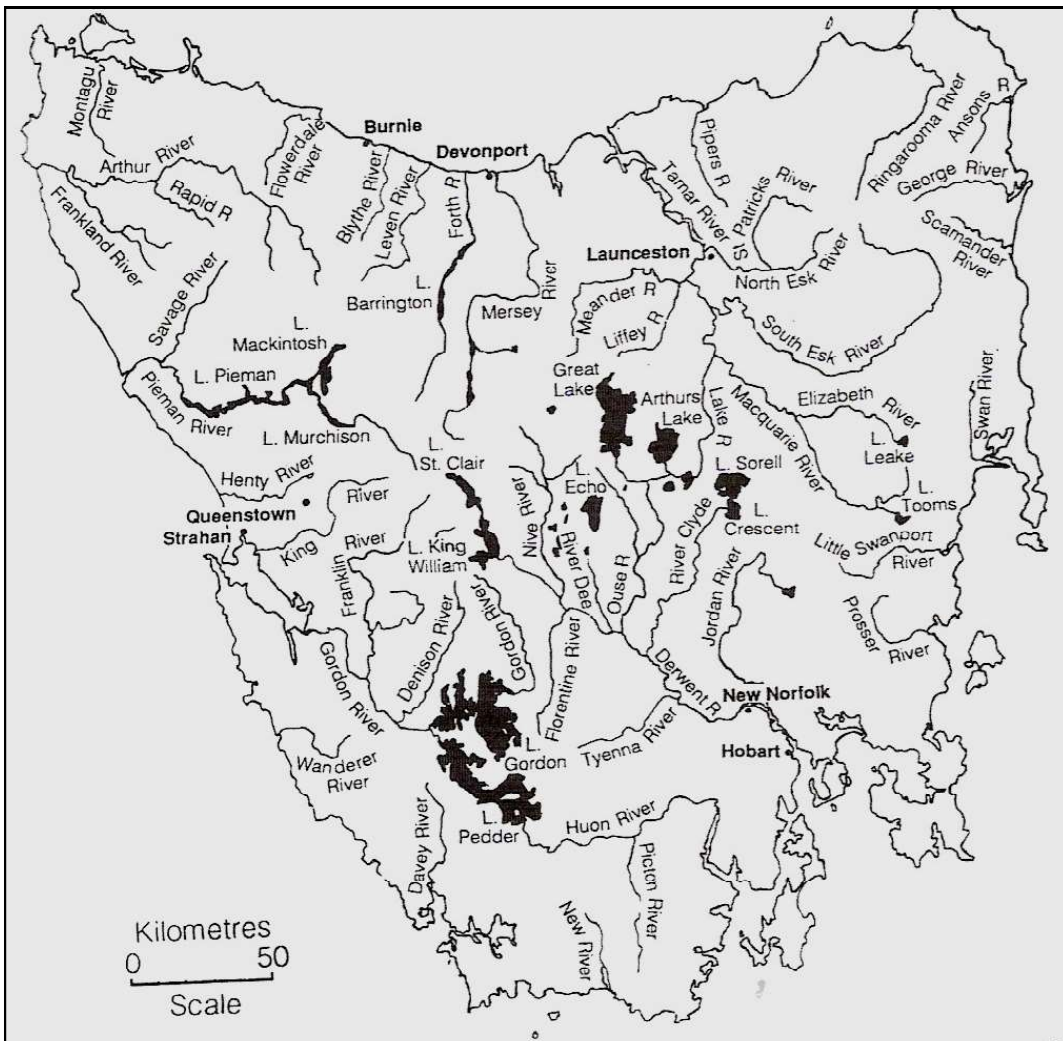 Montagu
River
Arthur River
Rapid R
Frankland River
Savage River
Flowerdale
River
Burnie
Devonport
Blythe River
Leven River
Forth R
L.
Barrington
Mersey
River
Pipers R
Tamar River
St Patricks River
Launceston
North Esk River
South Esk River
Ringarooma River
Ansons R
George River
Scamander
River
Meander R
Liffey R
L.
Mackintosh
L. Pieman
Pieman
River
L. Murchison
Great
Lake
Arthurs
Lake
Lake R
Macquarie River
Elizabeth
River
L.
Leake
Swan River
L.
Tooms
Henty River
Queenstown
Strahan
King
River
L.
St. Clair
L. King
William
Nive River
L.
Echo
River Dee
Ouse R
River Clyde
L. Sorell
L.
Crescent
Jordan River
Little Swanport
River
Prosser
River
Franklin
River
Denison River
Gordon River
Gordon River
Florentine River
Derwent R
New Norfolk
Hobart
Tyenna River
L.
Gordon
Wanderer
River
Davey River
L.
Pedder
Huon River
Picton River
New River
Kilometres
0 50
Scale